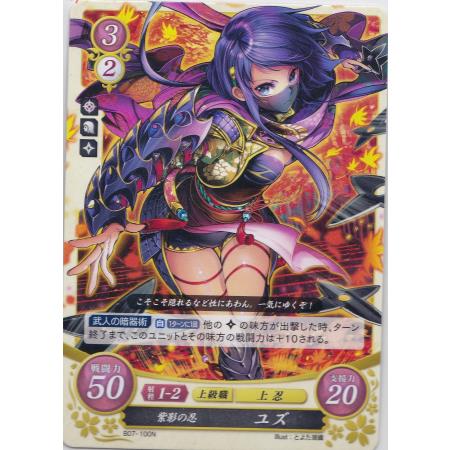 3
2
こそこそ隠れるなど性にあわん。一気にゆくぞ！
武人の暗器術 自 1ターンに1回 他の の味方が出撃した時、ターン
終了まで、このユニットとその味方の戦闘力は+10される。
戦闘力 50 射程 1-2 上級職 上忍 支援力 20
紫影の忍 ユズ
B07-100N Illust：とよた瑣織